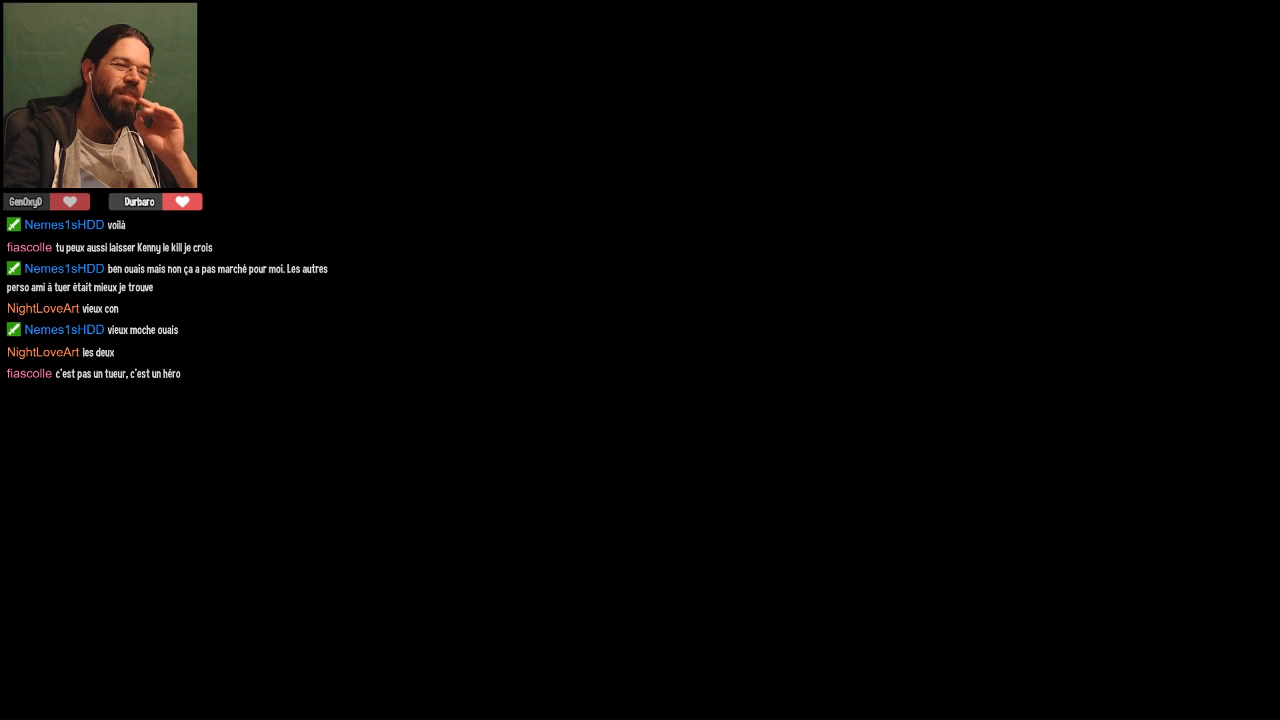 GenOxyD Durbaro
Nemes1sHDD voilà
fiascolle tu peux aussi laisser Kenny le kill je crois
Nemes1sHDD ben ouais mais non ça a pas marché pour moi. Les autres
perso ami à tuer était mieux je trouve
NightLoveArt vieux con
Nemes1sHDD vieux moche ouais
NightLoveArt les deux
fiascolle c'est pas un tueur, c'est un héro